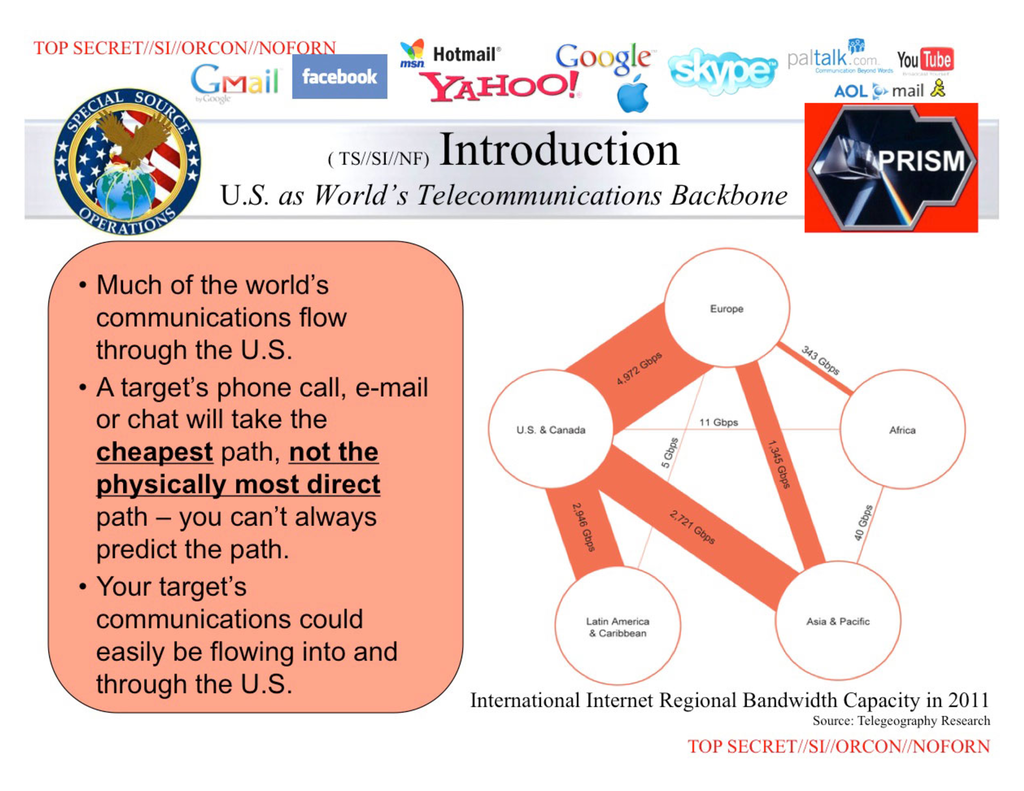 TOP SECRET//SI//ORCON//NOFORN
Gmail
by Google
facebook
msn
Hotmail
YAHOO!
Google
skype
paltalk.com
Communication Beyond Words
YouTube
Broadcast Yourself
AOL mail
SPECIAL SOURCE
OPERATIONS
( TS//SI//NF) Introduction
U.S. as World's Telecommunications Backbone
PRISM
• Much of the world's
communications flow
through the U.S.
• A target's phone call, e-mail
or chat will take the
cheapest path, not the
physically most direct
path – you can't always
predict the path.
• Your target's
communications could
easily be flowing into and
through the U.S.
Europe
4,972 Gbps
343 Gbps
U.S. & Canada
11 Gbps
Africa
5 Gbps
1,345 Gbps
2,946 Gbps
2,721 Gbps
40 Gbps
Latin America
& Caribbean
Asia & Pacific
International Internet Regional Bandwidth Capacity in 2011
Source: Telegeography Research
TOP SECRET//SI//ORCON//NOFORN